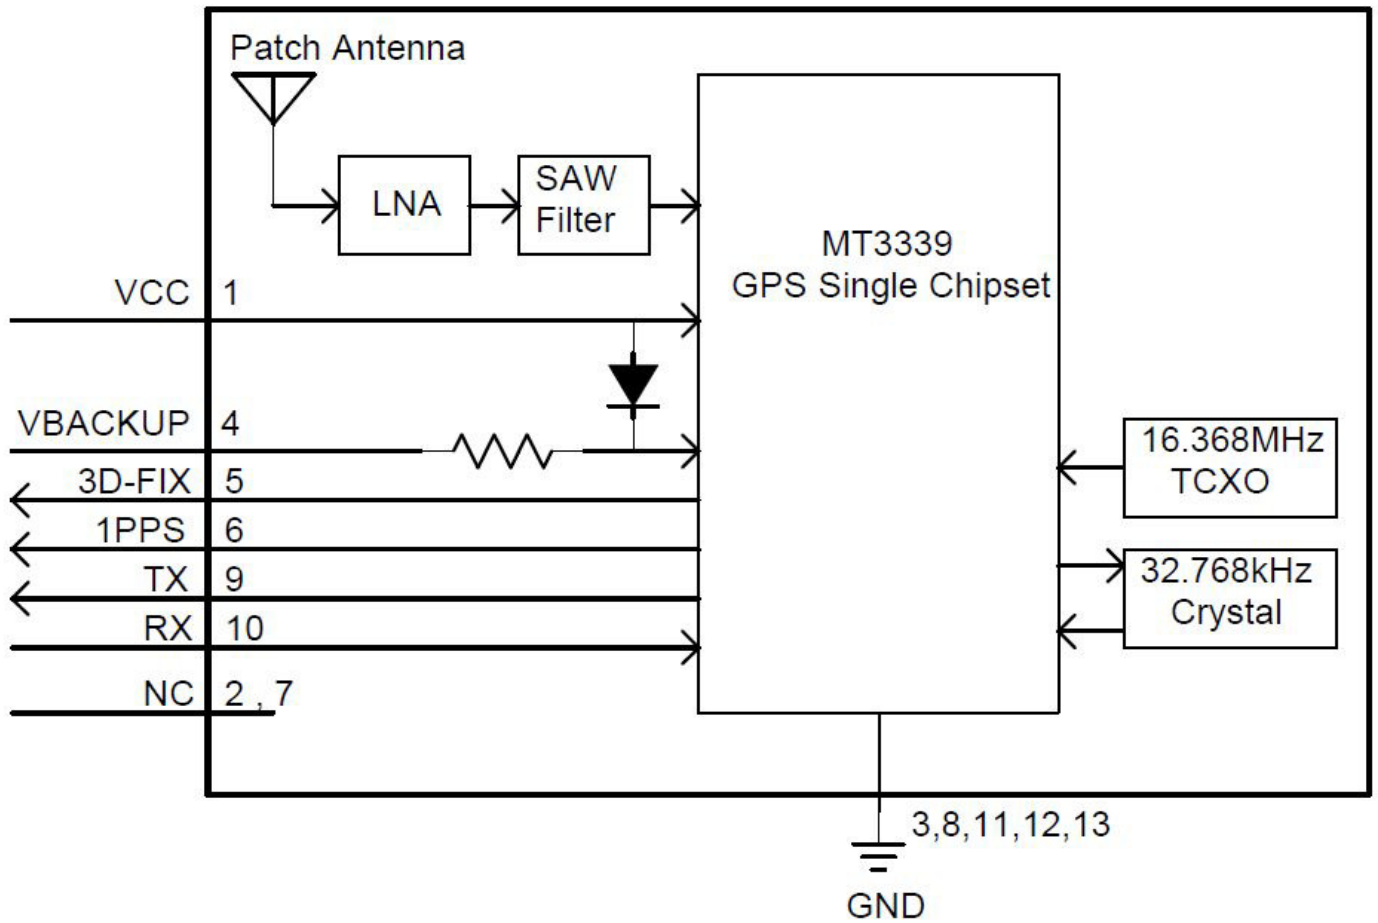 Patch Antenna
LNA
SAW
Filter
MT3339
GPS Single Chipset
VCC 1
VBACKUP 4
3D-FIX 5
1PPS 6
TX 9
RX 10
NC 2 , 7
16.368MHz
TCXO
32.768kHz
Crystal
3,8,11,12,13
GND